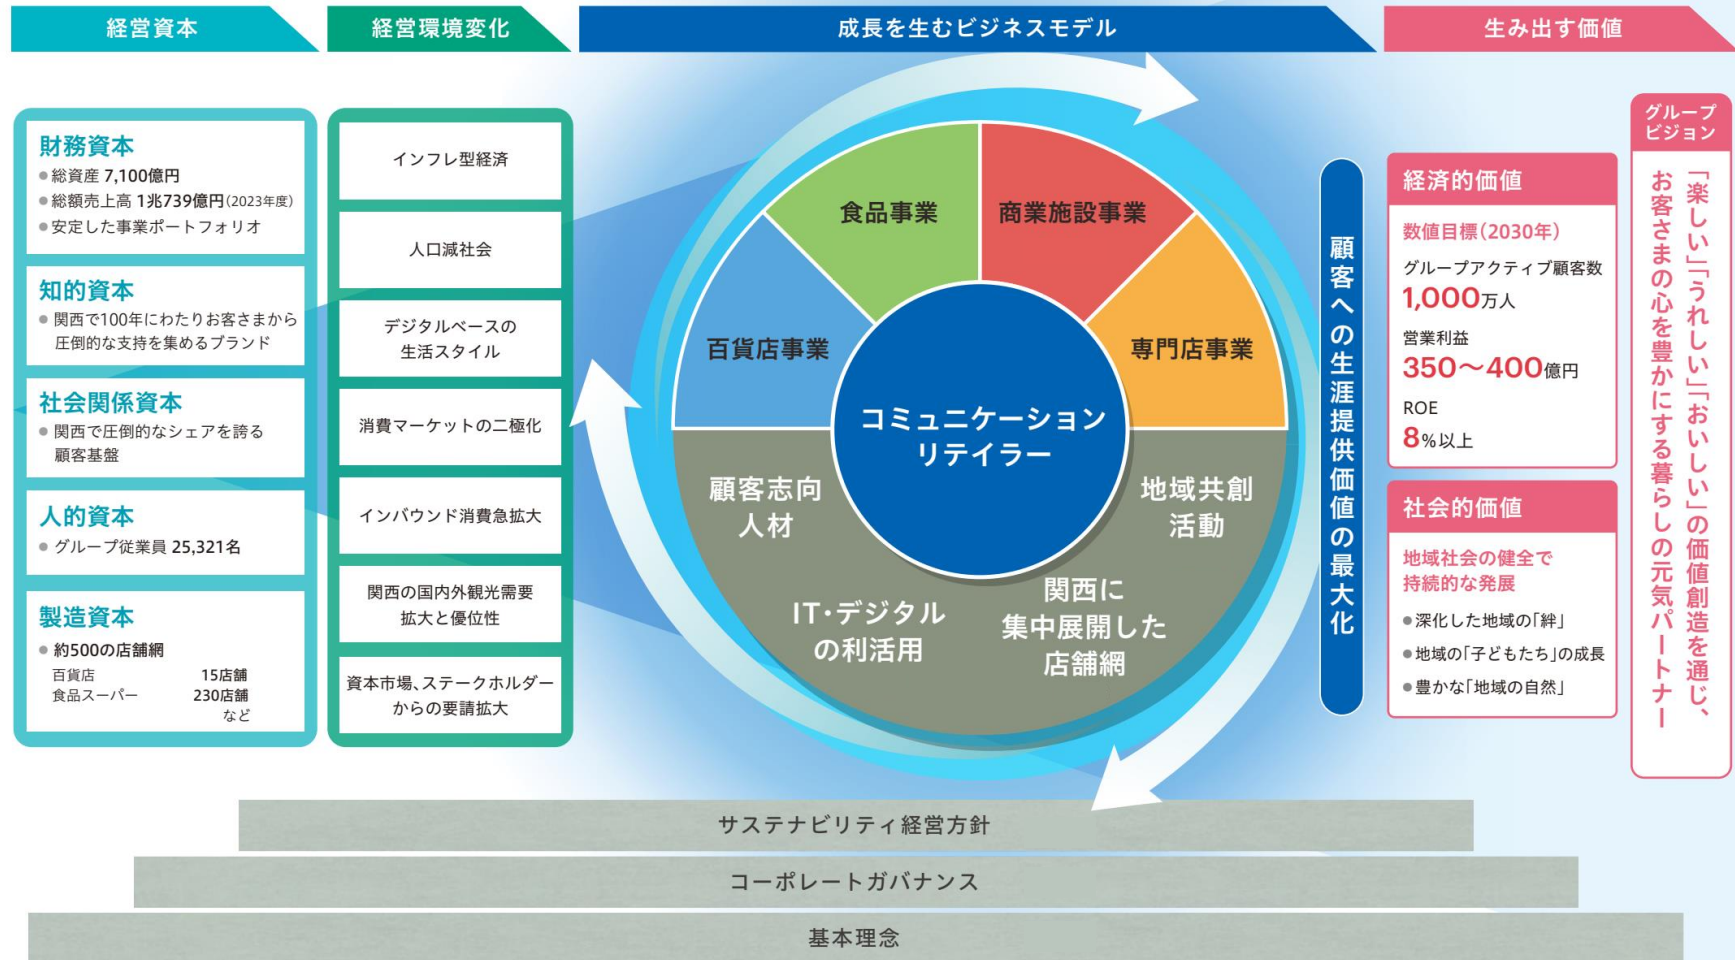 経営資本
経営環境変化
成長を生むビジネスモデル
生み出す価値
財務資本
●総資産 7,100億円
●総額売上高 1兆739億円(2023年度)
●安定した事業ポートフォリオ
知的資本
●関西で100年にわたりお客さまから
圧倒的な支持を集めるブランド
社会関係資本
●関西で圧倒的なシェアを誇る
顧客基盤
人的資本
●グループ従業員 25,321名
製造資本
●約500の店舗網
百貨店 15店舗
食品スーパー 230店舗
など
インフレ型経済
人口減社会
デジタルベースの
生活スタイル
消費マーケットの二極化
インバウンド消費急拡大
関西の国内外観光需要
拡大と優位性
資本市場、ステークホルダー
からの要請拡大
百貨店事業
食品事業
商業施設事業
専門店事業
コミュニケーション
リテイラー
顧客志向
人材
IT・デジタル
の利活用
関西に
集中展開した
店舗網
地域共創
活動
顧客への生涯提供価値の最大化
経済的価値
数値目標(2030年)
グループアクティブ顧客数
1,000万人
営業利益
350〜400億円
ROE
8%以上
社会的価値
地域社会の健全で
持続的な発展
●深化した地域の「絆」
●地域の「子どもたち」の成長
●豊かな「地域の自然」
グループ
ビジョン
「楽しい」「うれしい」「おいしい」の価値創造を通じ、
お客さまの心を豊かにする暮らしの元気パートナー
サステナビリティ経営方針
コーポレートガバナンス
基本理念